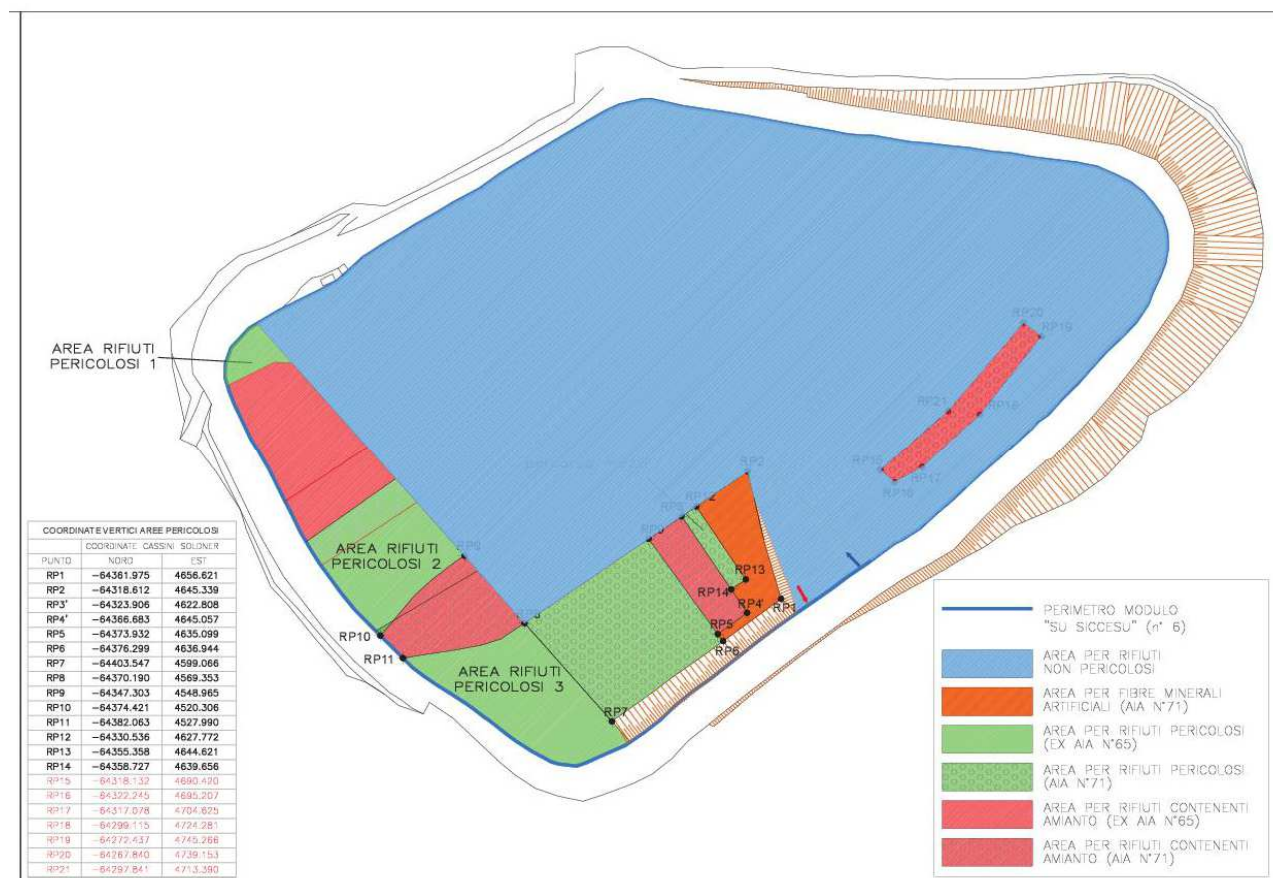 RP20
RP19
AREA RIFIUTI
PERICOLOSI 1
RP21
RP18
RP2
RP17
RP12
AREA RIFIUTI
PERICOLOSI 2
RP9
RP13
RP14
RP4'
RP1
RP5
RP6
RP10
RP11
AREA RIFIUTI
PERICOLOSI 3
RP7
COORDINATE VERTICI AREE PERICOLOSI
COORDINATE CASSINI SOLDNER
PUNTO NORD EST
RP1 -64361.975 4656.621
RP2 -64318.612 4645.339
RP3' -64323.906 4622.808
RP4' -64366.683 4645.057
RP5 -64373.932 4635.099
RP6 -64376.299 4636.944
RP7 -64403.547 4599.066
RP8 -64370.190 4569.353
RP9 -64347.303 4548.965
RP10 -64374.421 4520.306
RP11 -64382.063 4527.990
RP12 -64330.536 4627.772
RP13 -64355.358 4644.621
RP14 -64358.727 4639.656
RP15 -64318.132 4690.420
RP16 -64322.245 4695.207
RP17 -64317.078 4704.625
RP18 -64299.115 4724.281
RP19 -64272.437 4745.266
RP20 -64267.840 4739.153
RP21 -64297.841 4713.390
PERIMETRO MODULO
"SU SICCESU" (n° 6)
AREA PER RIFIUTI
NON PERICOLOSI
AREA PER FIBRE MINERALI
ARTIFICIALI (AIA N°71)
AREA PER RIFIUTI PERICOLOSI
(EX AIA N°65)
AREA PER RIFIUTI PERICOLOSI
(AIA N°71)
AREA PER RIFIUTI CONTENENTI
AMIANTO (EX AIA N°65)
AREA PER RIFIUTI CONTENENTI
AMIANTO (AIA N°71)